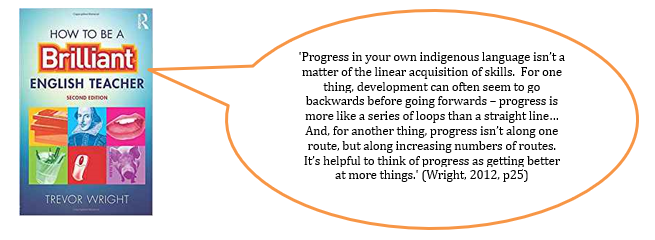 HOW TO BE A
Brilliant
ENGLISH TEACHER
SECOND EDITION
TREVOR WRIGHT
R
'Progress in your own indigenous language isn't a
matter of the linear acquisition of skills.  For one
thing, development can often seem to go
backwards before going forwards – progress is
more like a series of loops than a straight line…
And, for another thing, progress isn't along one
route, but along increasing numbers of routes.
It's helpful to think of progress as getting better
at more things.' (Wright, 2012, p25)